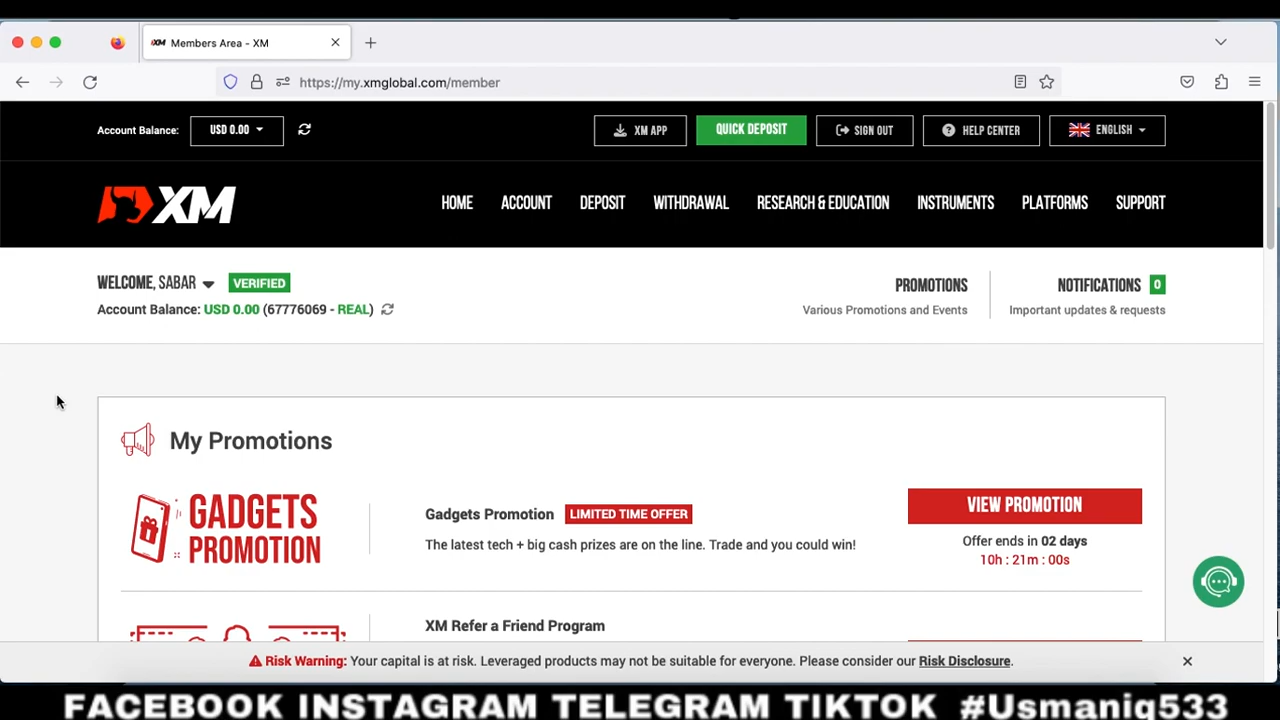 XM Members Area - XM
https://my.xmglobal.com/member
Account Balance: USD 0.00
XM APP
QUICK DEPOSIT
SIGN OUT
HELP CENTER
ENGLISH
XM
HOME
ACCOUNT
DEPOSIT
WITHDRAWAL
RESEARCH & EDUCATION
INSTRUMENTS
PLATFORMS
SUPPORT
WELCOME, SABAR VERIFIED
Account Balance: USD 0.00 (67776069 - REAL)
PROMOTIONS
Various Promotions and Events
NOTIFICATIONS 0
Important updates & requests
My Promotions
GADGETS
PROMOTION
Gadgets Promotion LIMITED TIME OFFER
The latest tech + big cash prizes are on the line. Trade and you could win!
VIEW PROMOTION
Offer ends in 02 days
10h : 21m : 00s
XM Refer a Friend Program
Risk Warning: Your capital is at risk. Leveraged products may not be suitable for everyone. Please consider our Risk Disclosure.
FACEBOOK INSTAGRAM TELEGRAM TIKTOK #Usmaniq533